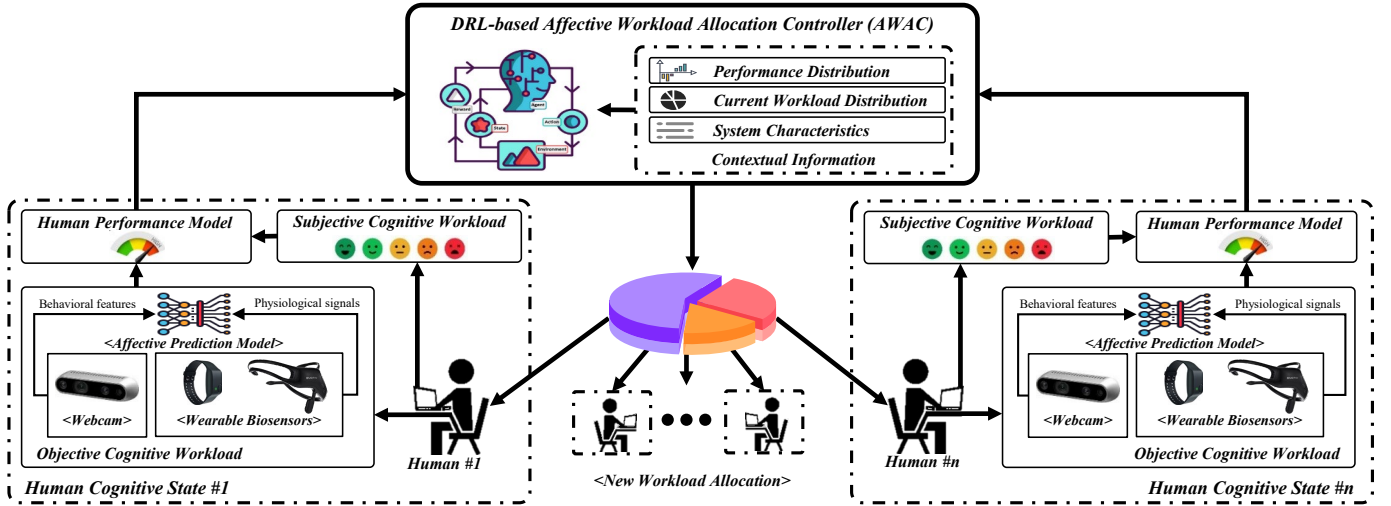 DRL-based Affective Workload Allocation Controller (AWAC)
Reward
State
Agent
Action
Environment
Performance Distribution
Current Workload Distribution
System Characteristics
Contextual Information
Human Performance Model
Subjective Cognitive Workload
Behavioral features
Physiological signals
<Affective Prediction Model>
<Webcam>
<Wearable Biosensors>
Objective Cognitive Workload
Human #1
Human Cognitive State #1
<New Workload Allocation>
Subjective Cognitive Workload
Human Performance Model
Behavioral features
Physiological signals
<Affective Prediction Model>
<Webcam>
<Wearable Biosensors>
Objective Cognitive Workload
Human #n
Human Cognitive State #n